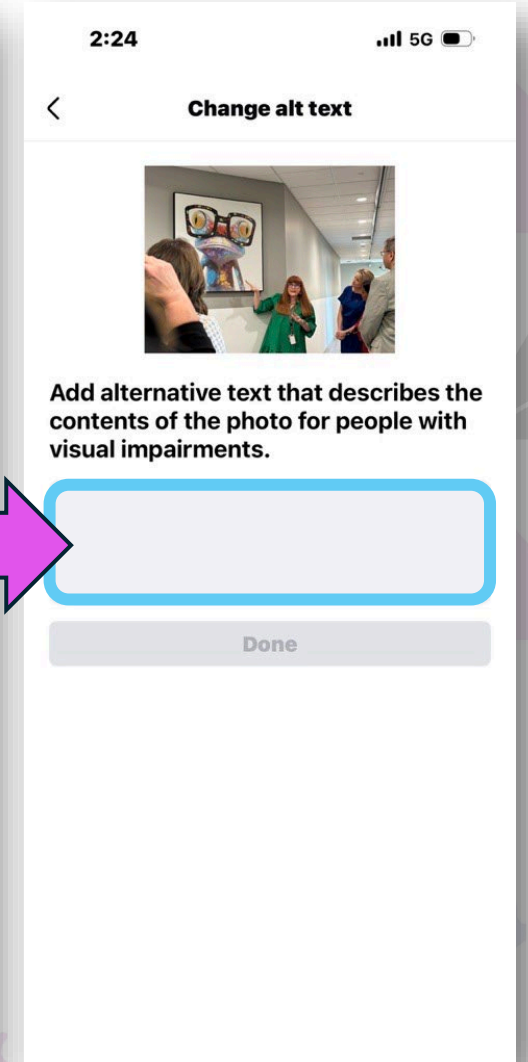 2:24 5G
Change alt text
Add alternative text that describes the
contents of the photo for people with
visual impairments.
Done